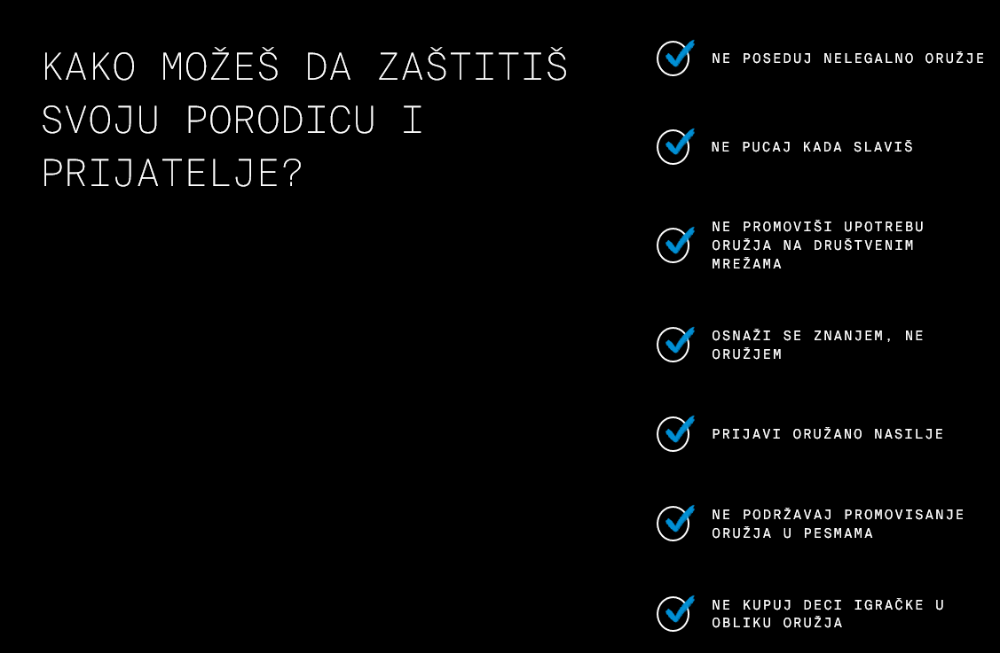 KAKO MOŽEŠ DA ZAŠTITIŠ
SVOJU PORODICU I
PRIJATELJE?
NE POSEDUJ NELEGALNO ORUŽJE
NE PUCAJ KADA SLAVIŠ
NE PROMOVIŠI UPOTREBU
ORUŽJA NA DRUŠTVENIM
MREŽAMA
OSNAŽI SE ZNANJEM, NE
ORUŽJEM
PRIJAVI ORUŽANO NASILJE
NE PODRŽAVAJ PROMOVISANJE
ORUŽJA U PESMAMA
NE KUPUJ DECI IGRAČKE U
OBLIKU ORUŽJA